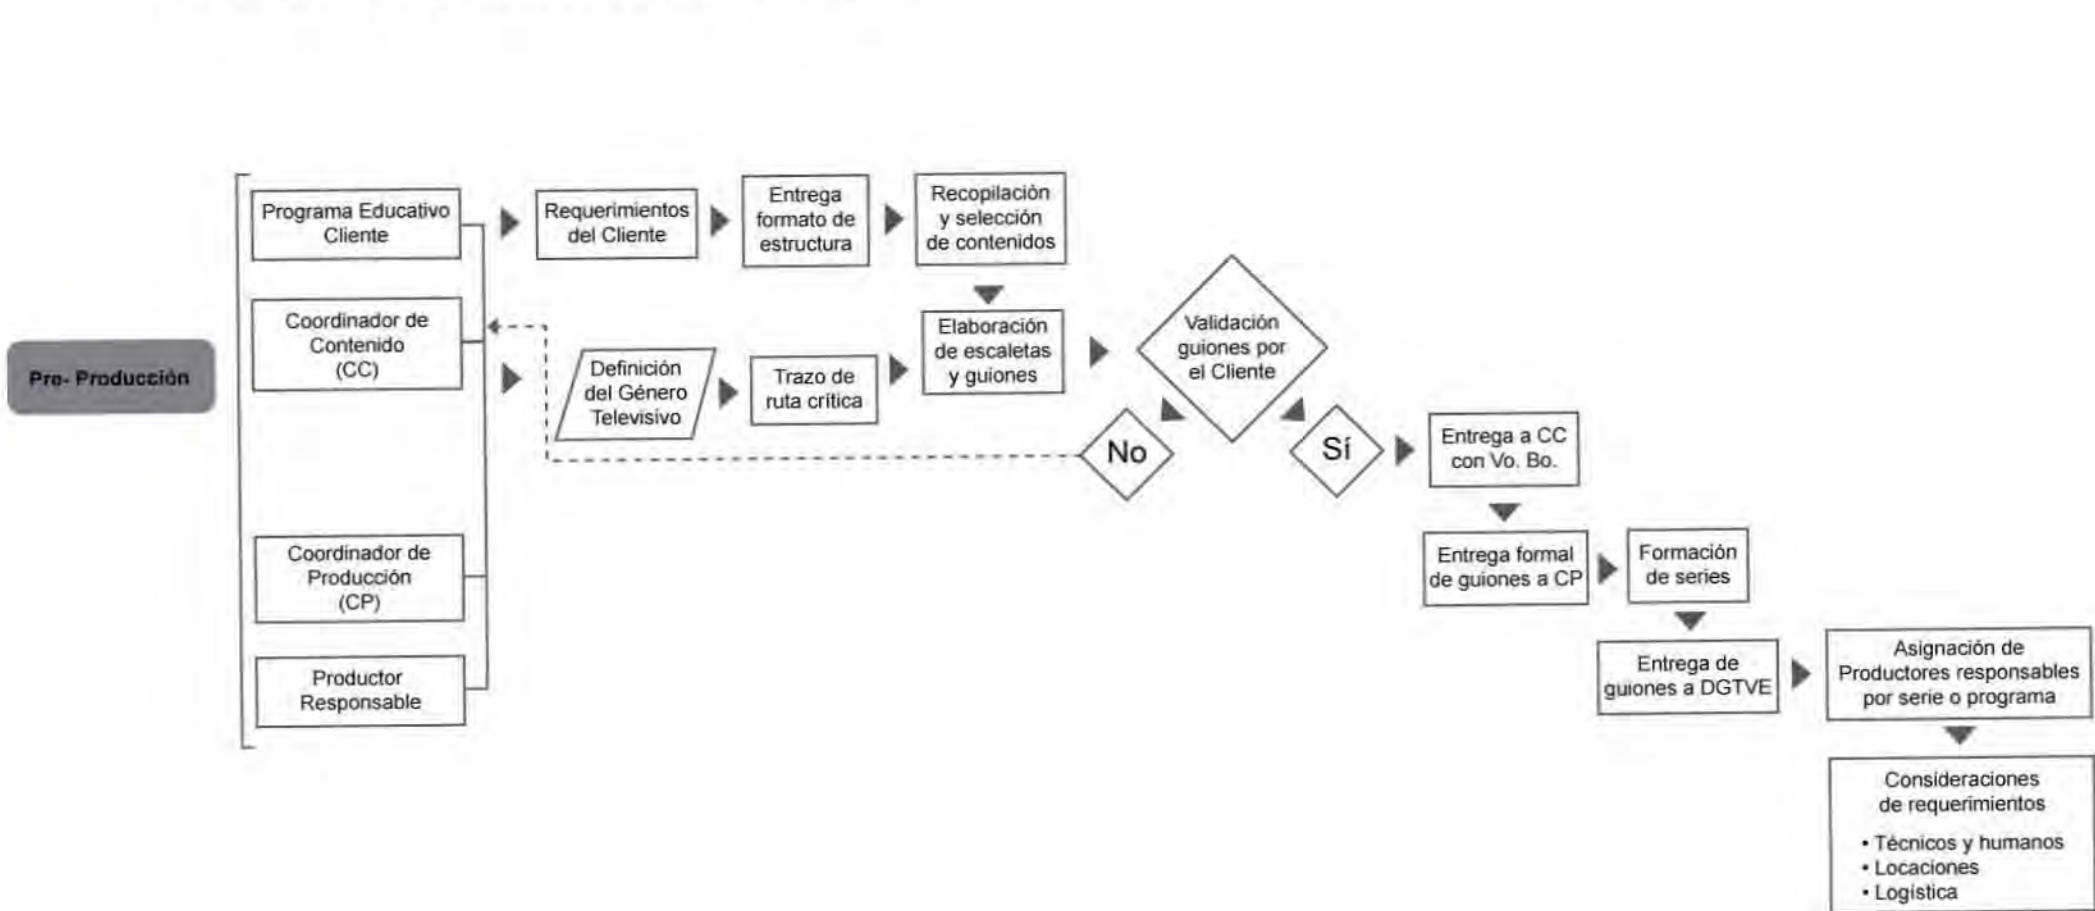 Pre- Producción
Programa Educativo
Cliente
Coordinador de
Contenido
(CC)
Coordinador de
Producción
(CP)
Productor
Responsable
Requerimientos
del Cliente
Entrega
formato de
estructura
Recopilación
y selección
de contenidos
Definición
del Género
Televisivo
Trazo de
ruta crítica
Elaboración
de escaletas
y guiones
Validación
guiones por
el Cliente
No
Sí
Entrega a CC
con Vo. Bo.
Entrega formal
de guiones a CP
Formación
de series
Entrega de
guiones a DGTVE
Asignación de
Productores responsables
por serie o programa
Consideraciones
de requerimientos
• Técnicos y humanos
• Locaciones
• Logística